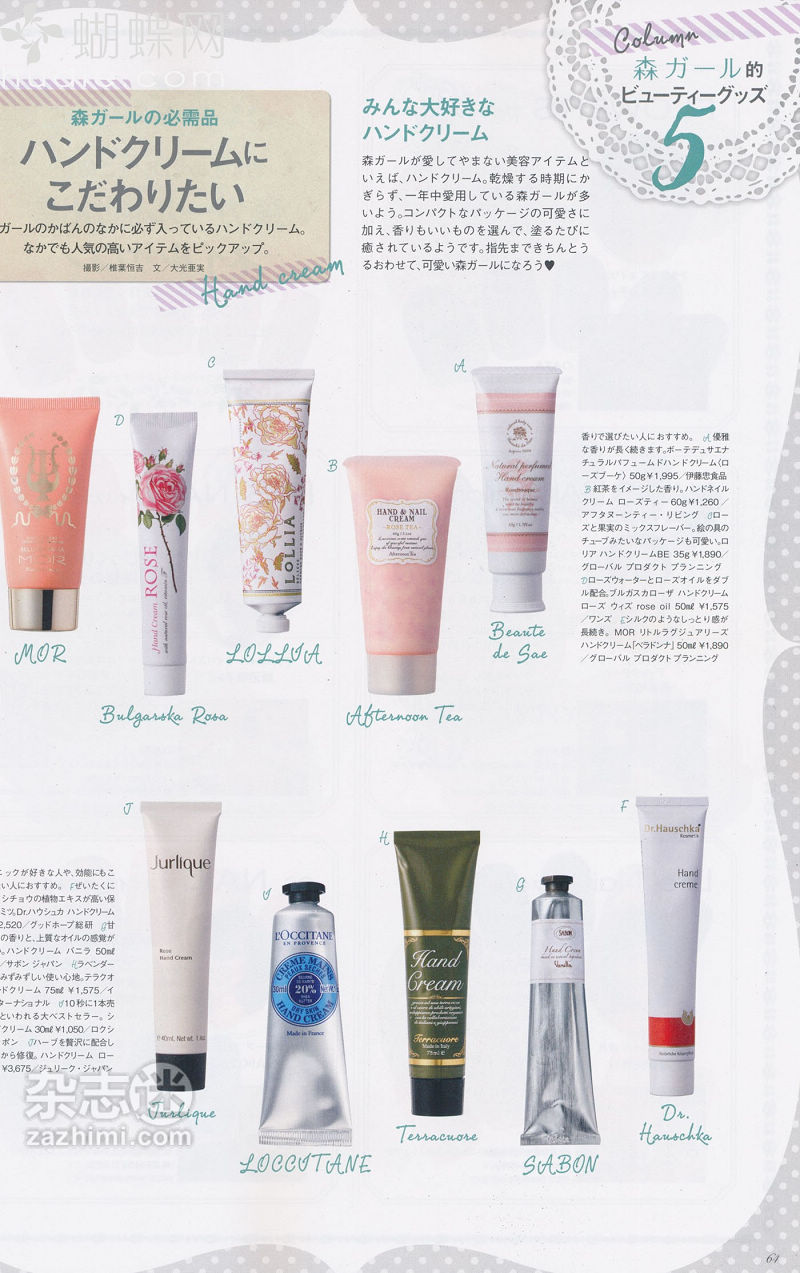 蝴蝶网
Column
森ガール的
ビューティーグッズ
5
森ガールの必需品
ハンドクリームに
こだわりたい
ガールのかばんのなかに必ず入っているハンドクリーム。
なかでも人気の高いアイテムをピックアップ。
撮影／椎葉恒吉 文／大光亜実
Hand cream
みんな大好きな
ハンドクリーム
森ガールが愛してやまない美容アイテムと
いえば、ハンドクリーム。乾燥する時期にか
ぎらず、一年中愛用している森ガールが多
いよう。コンパクトなパッケージの可愛さに
加え、香りもいいものを選んで、塗るたびに
癒されているようです。指先まできちんとう
るおわせて、可愛い森ガールになろう♥
MOR
MOR
D
Hand Cream ROSE
with natural rose oil, vitamin F
Bulgarska Rosa
C
LOLLIA
LOLLIA
B
HAND & NAIL
CREAM
ROSE TEA
Afternoon Tea
Afternoon Tea
A
Natural perfumed
Hand cream
Beaute
de Sae
香りで選びたい人におすすめ。 A優雅
な香りが長く続きます。ボーテデュサエナ
チュラルパフュームドハンドクリーム〈ロ
ーズブーケ〉 50g￥1,995／伊藤忠食品
B紅茶をイメージした香り。ハンドネイル
クリーム ローズティー 60g￥1,260／
アフタヌーンティー・リビング Cロー
ズと果実のミックスフレーバー。絵の具の
チューブみたいなパッケージも可愛い。ロ
リア ハンドクリームBE 35g￥1,890／
グローバル プロダクト プランニング
Dローズウォーターとローズオイルをダブ
ル配合。ブルガスカローザ ハンドクリーム
ローズ ウィズ rose oil 50㎖ ￥1,575
／ワンズ Eシルクのようなしっとり感が
長続き。 MOR リトルラグジュアリーズ
ハンドクリーム「ベラドンナ」 50㎖ ￥1,890
／グローバル プロダクト プランニング
ニックが好きな人や、効能にもこ
い人におすすめ。 Fぜいたくに
シチョウの植物エキスが高い保
ミツ。Dr.ハウシュカ ハンドクリーム
2,520／グッドホープ総研 G甘
の香りと、上質なオイルの感覚が
。ハンドクリーム バニラ 50㎖
／サボン ジャパン Hラベンダー
みずみずしい使い心地。テラクオ
ドクリーム 75㎖ ￥1,575／イ
ターナショナル I10秒に1本売
といわれる大ベストセラー。 シ
クリーム 30㎖￥1,050／ロクシ
ポン Jハーブを贅沢に配合し
から修復。ハンドクリーム ロー
￥3,675／ジュリーク・ジャパン
J
Jurlique
Rose
Hand Cream
Jurlique
I
L'OCCITANE
EN PROVENCE
CRÈME MAINS
20%
DRY SKIN
HAND CREAM
Made in France
LOCCITANE
H
Hand
Cream
Terracuore
Made in Italy
75ml e
Terracuore
G
SABON
Hand Cream
Vanilla
SABON
F
Dr.Hauschka
Kosmetik
Hand
creme
Dr.
Hauschka
杂志迷
zazhimi.com
64